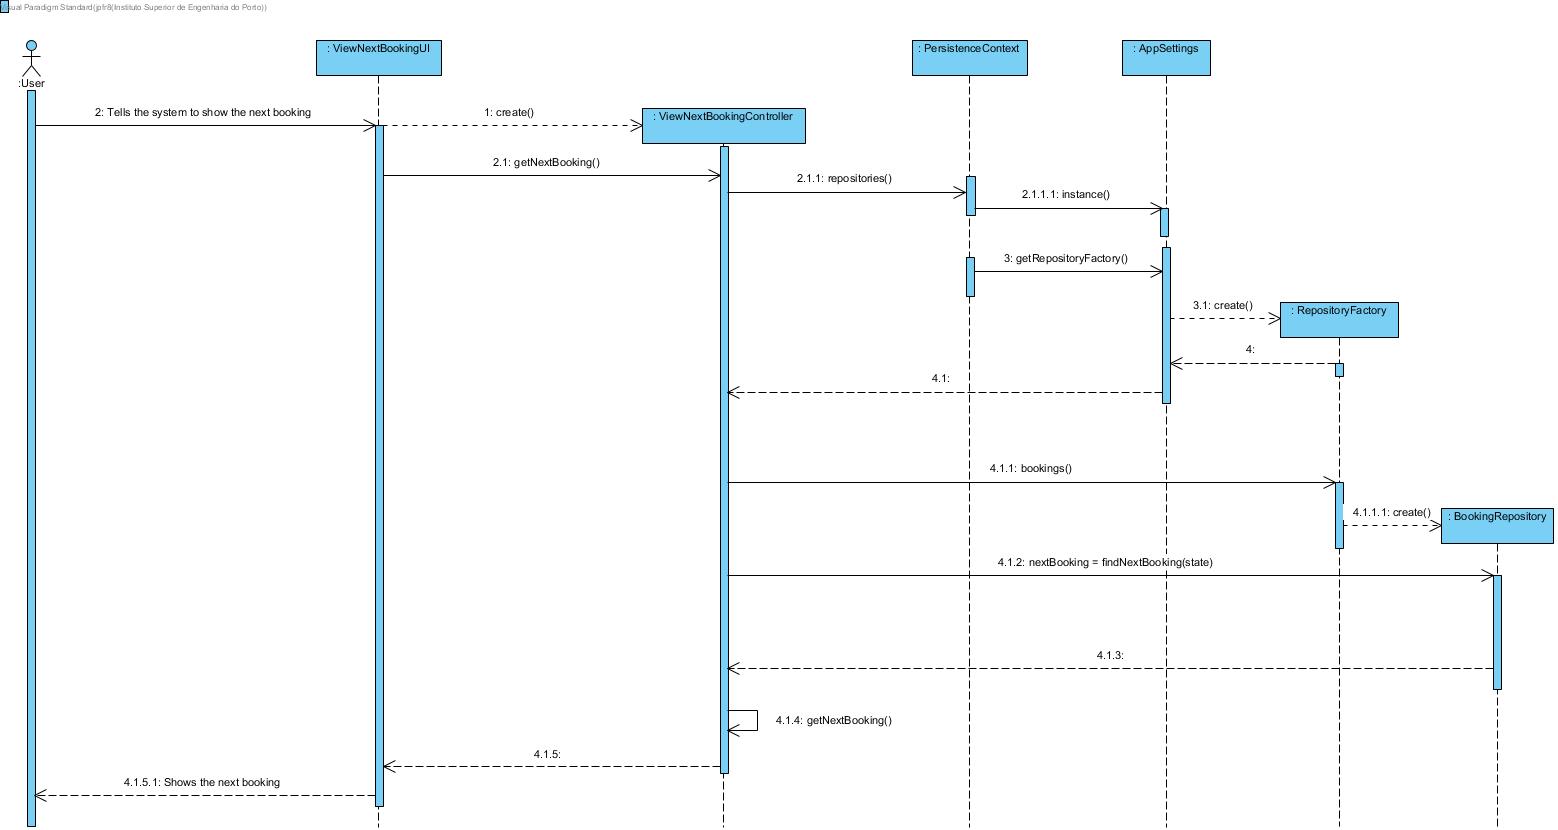 Visual Paradigm Standard(jpfr8(Instituto Superior de Engenharia do Porto))
: ViewNextBookingUI
: PersistenceContext
: AppSettings
:User
2: Tells the system to show the next booking
1: create()
: ViewNextBookingController
2.1: getNextBooking()
2.1.1: repositories()
2.1.1.1: instance()
3: getRepositoryFactory()
3.1: create()
: RepositoryFactory
4:
4.1:
4.1.1: bookings()
4.1.1.1: create()
: BookingRepository
4.1.2: nextBooking = findNextBooking(state)
4.1.3:
4.1.4: getNextBooking()
4.1.5:
4.1.5.1: Shows the next booking